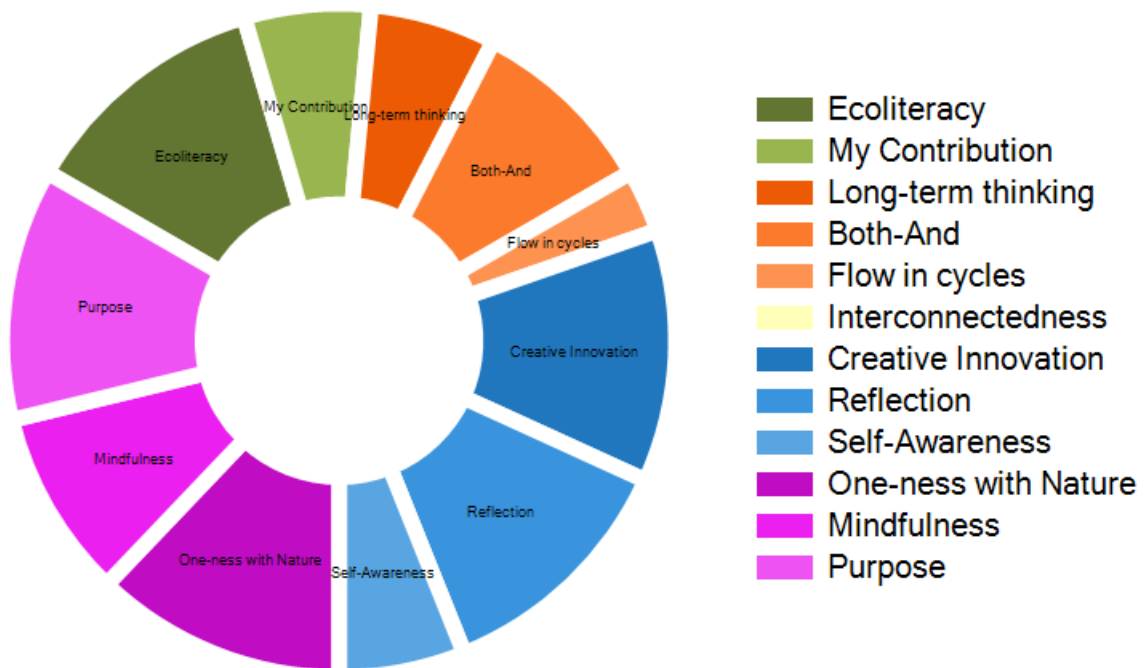 My Contribution
Long-term thinking
Ecoliteracy
Both-And
Flow in cycles
Purpose
Creative Innovation
Mindfulness
Reflection
One-ness with Nature
Self-Awareness
Ecoliteracy
My Contribution
Long-term thinking
Both-And
Flow in cycles
Interconnectedness
Creative Innovation
Reflection
Self-Awareness
One-ness with Nature
Mindfulness
Purpose